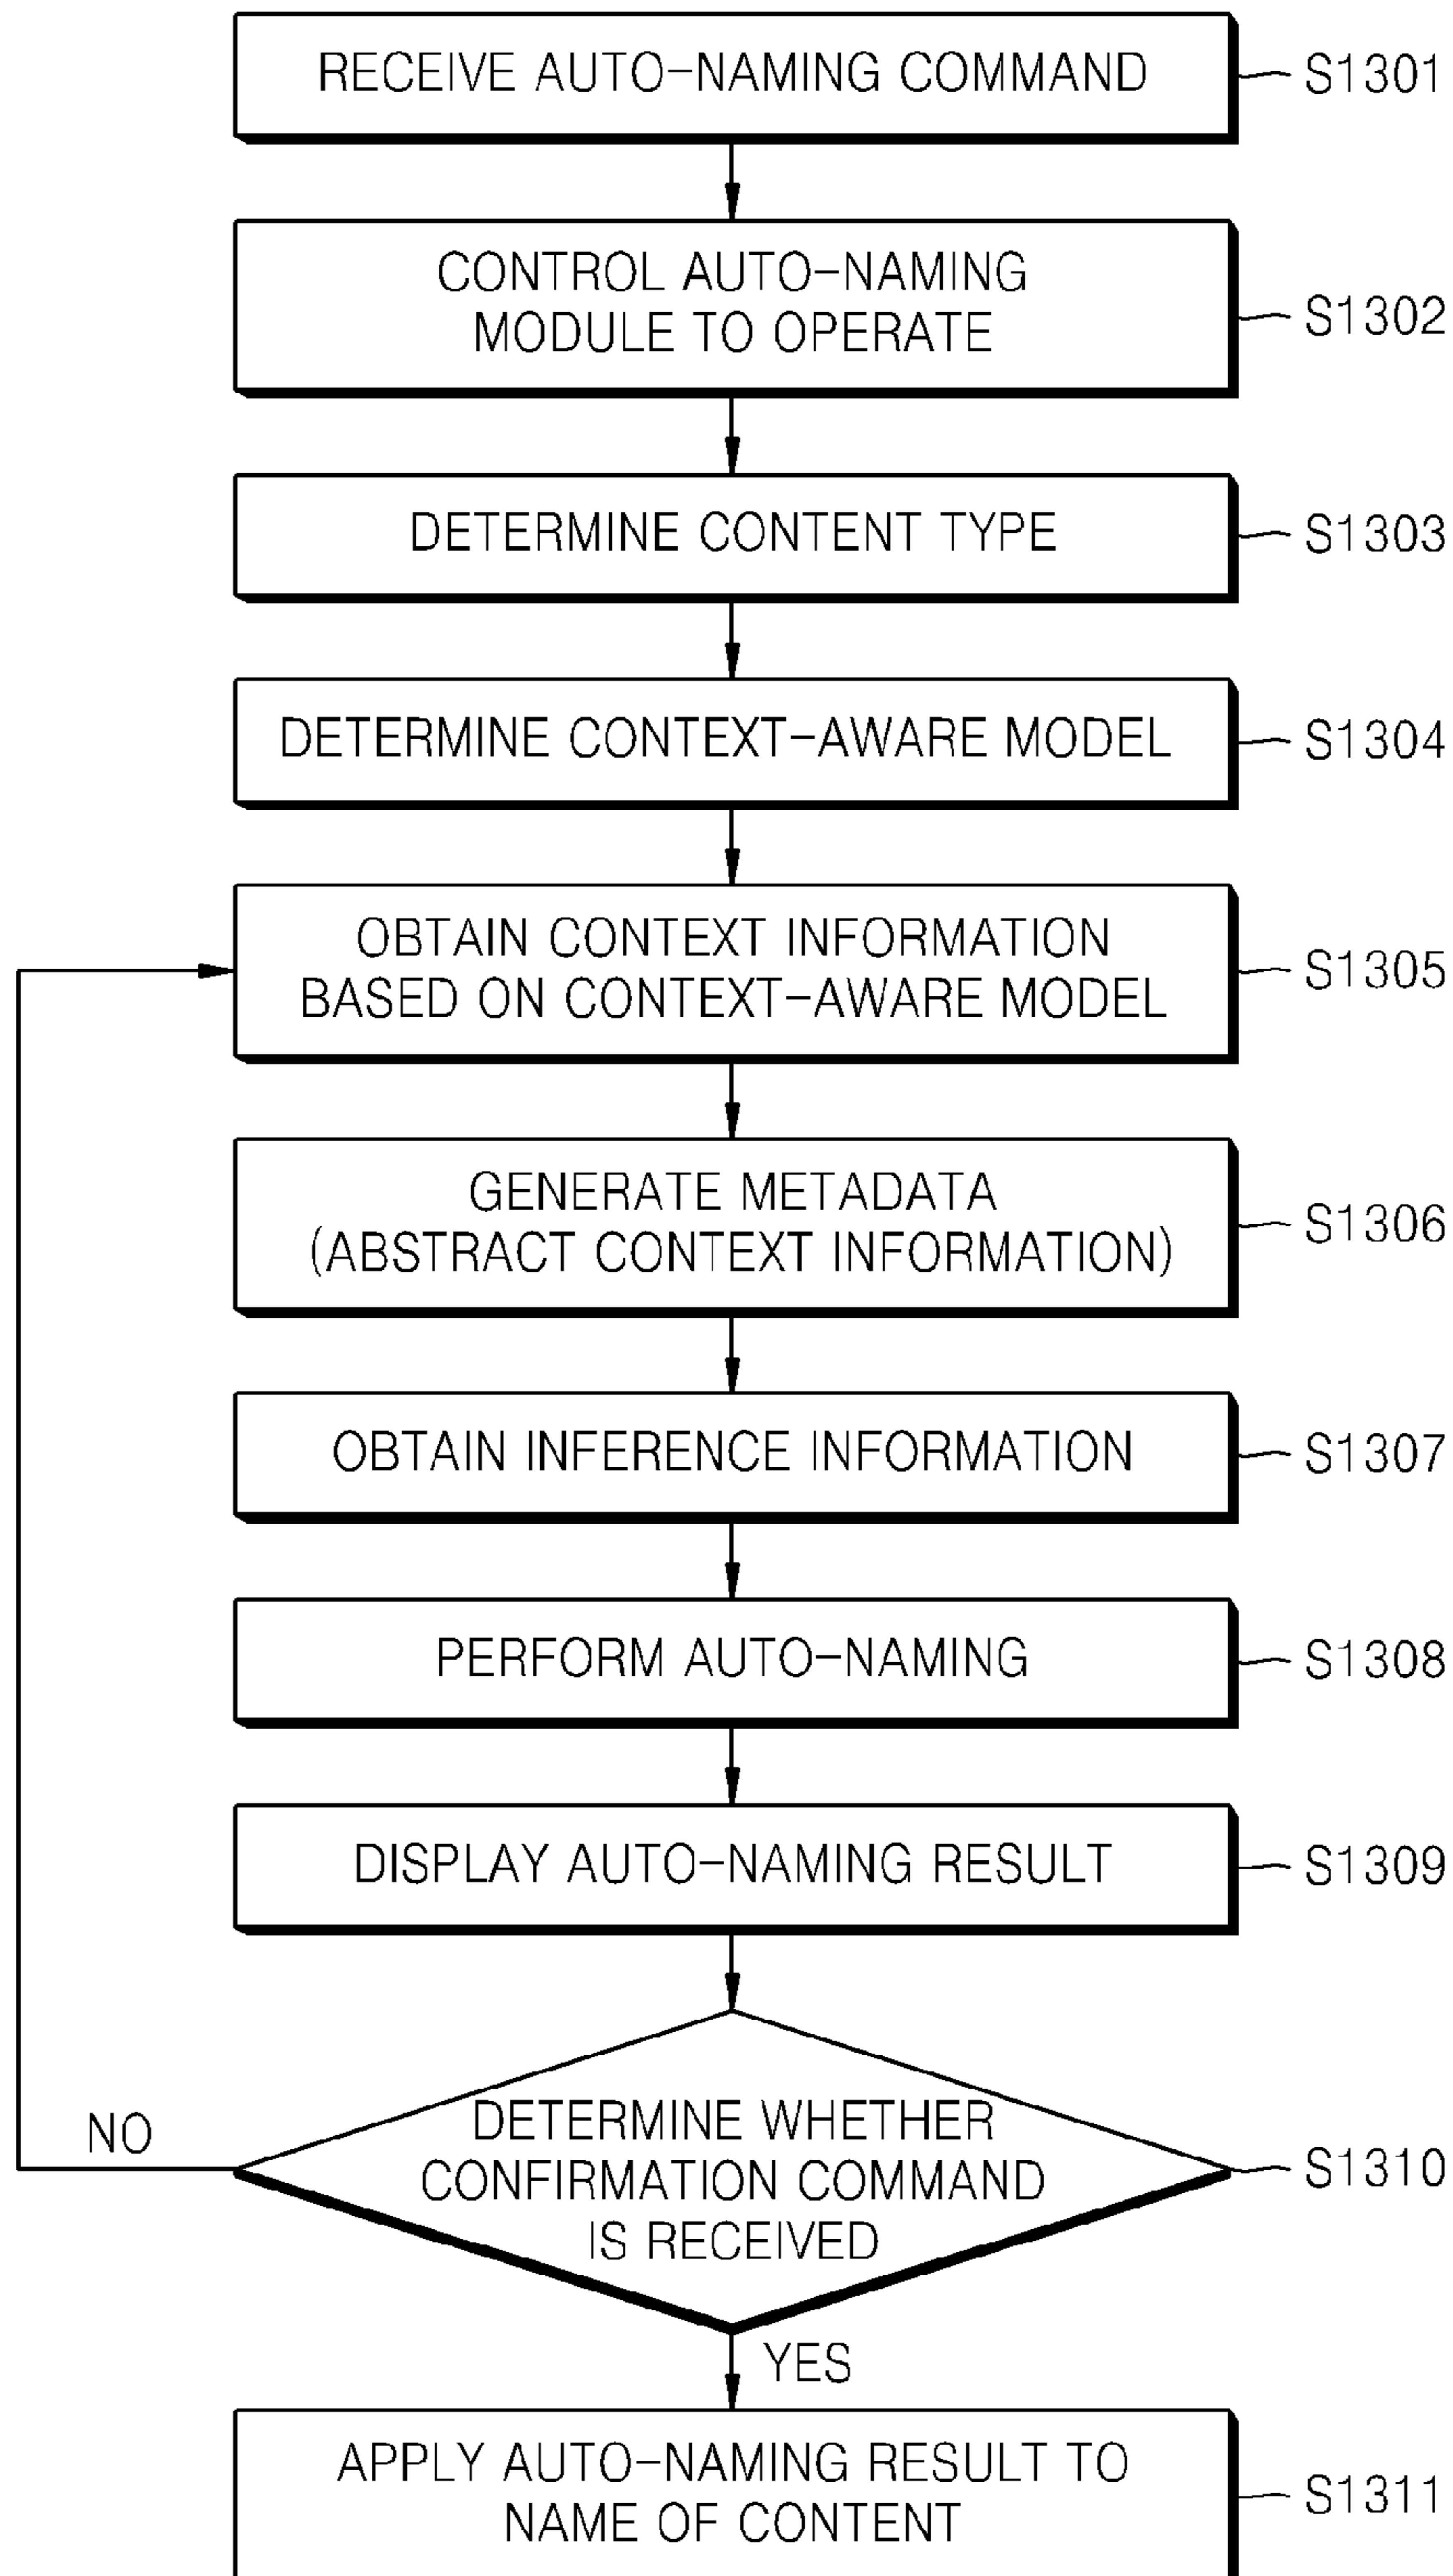 RECEIVE AUTO-NAMING COMMAND
S1301
CONTROL AUTO-NAMING
MODULE TO OPERATE
S1302
DETERMINE CONTENT TYPE
S1303
DETERMINE CONTEXT-AWARE MODEL
S1304
OBTAIN CONTEXT INFORMATION
BASED ON CONTEXT-AWARE MODEL
S1305
GENERATE METADATA
(ABSTRACT CONTEXT INFORMATION)
S1306
OBTAIN INFERENCE INFORMATION
S1307
PERFORM AUTO-NAMING
S1308
DISPLAY AUTO-NAMING RESULT
S1309
NO
DETERMINE WHETHER
CONFIRMATION COMMAND
IS RECEIVED
S1310
YES
APPLY AUTO-NAMING RESULT TO
NAME OF CONTENT
S1311